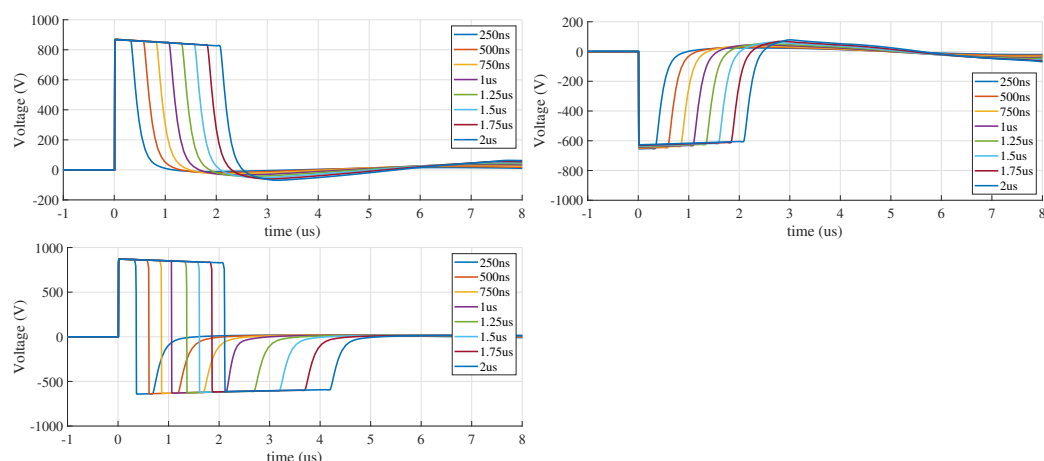 1000
800
600
400
200
0
-200
Voltage (V)
-1 0 1 2 3 4 5 6 7 8
time (us)
250ns
500ns
750ns
1us
1.25us
1.5us
1.75us
2us
200
0
-200
-400
-600
-800
-1000
Voltage (V)
-1 0 1 2 3 4 5 6 7 8
time (us)
250ns
500ns
750ns
1us
1.25us
1.5us
1.75us
2us
1000
500
0
-500
-1000
Voltage (V)
-1 0 1 2 3 4 5 6 7 8
time (us)
250ns
500ns
750ns
1us
1.25us
1.5us
1.75us
2us